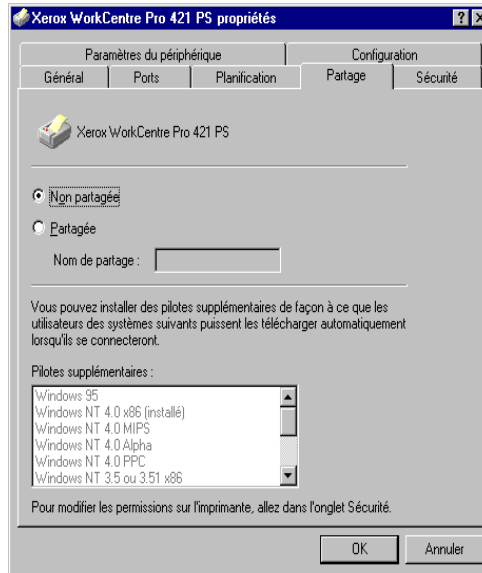 Xerox WorkCentre Pro 421 PS propriétés
Paramètres du périphérique Configuration
Général Ports Planification Partage Sécurité
Xerox WorkCentre Pro 421 PS
Non partagée
Partagée
Nom de partage :
Vous pouvez installer des pilotes supplémentaires de façon à ce que les
utilisateurs des systèmes suivants puissent les télécharger automatiquement
lorsqu'ils se connecteront.
Pilotes supplémentaires :
Windows 95
Windows NT 4.0 x86 (installé)
Windows NT 4.0 MIPS
Windows NT 4.0 Alpha
Windows NT 4.0 PPC
Windows NT 3.5 ou 3.51 x86
Pour modifier les permissions sur l'imprimante, allez dans l'onglet Sécurité.
OK Annuler